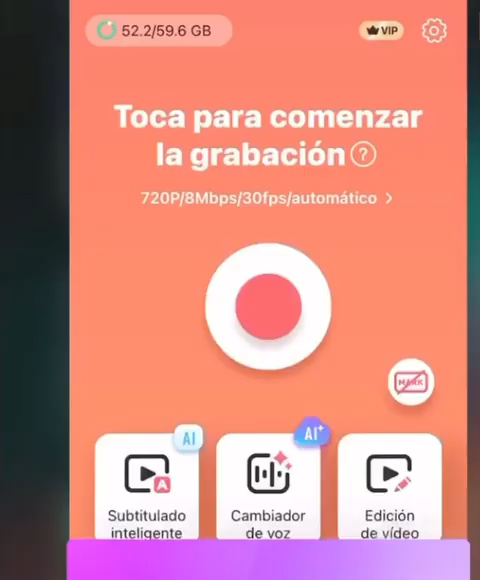 52.2/59.6 GB
VIP
Toca para comenzar
la grabación ?
720P/8Mbps/30fps/automático >
MARK
AI
AI+
Subtitulado
inteligente
A
Cambiador
de voz
Edición
de vídeo